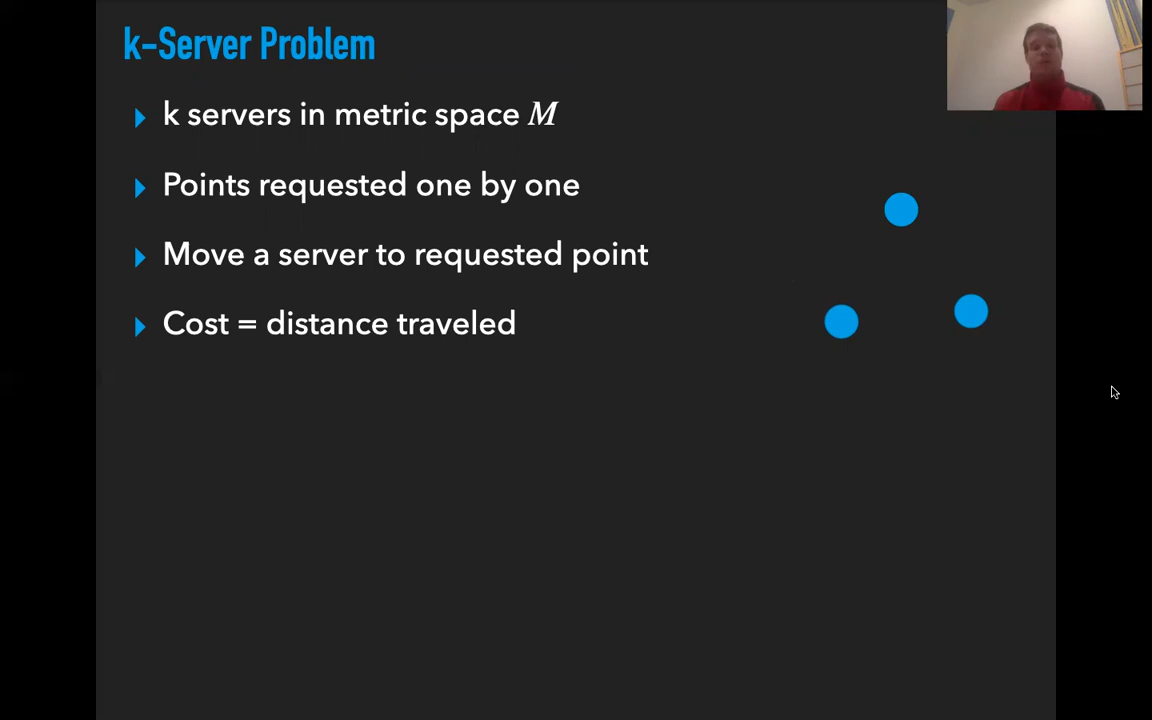 k-Server Problem
k servers in metric space M
Points requested one by one
Move a server to requested point
Cost = distance traveled